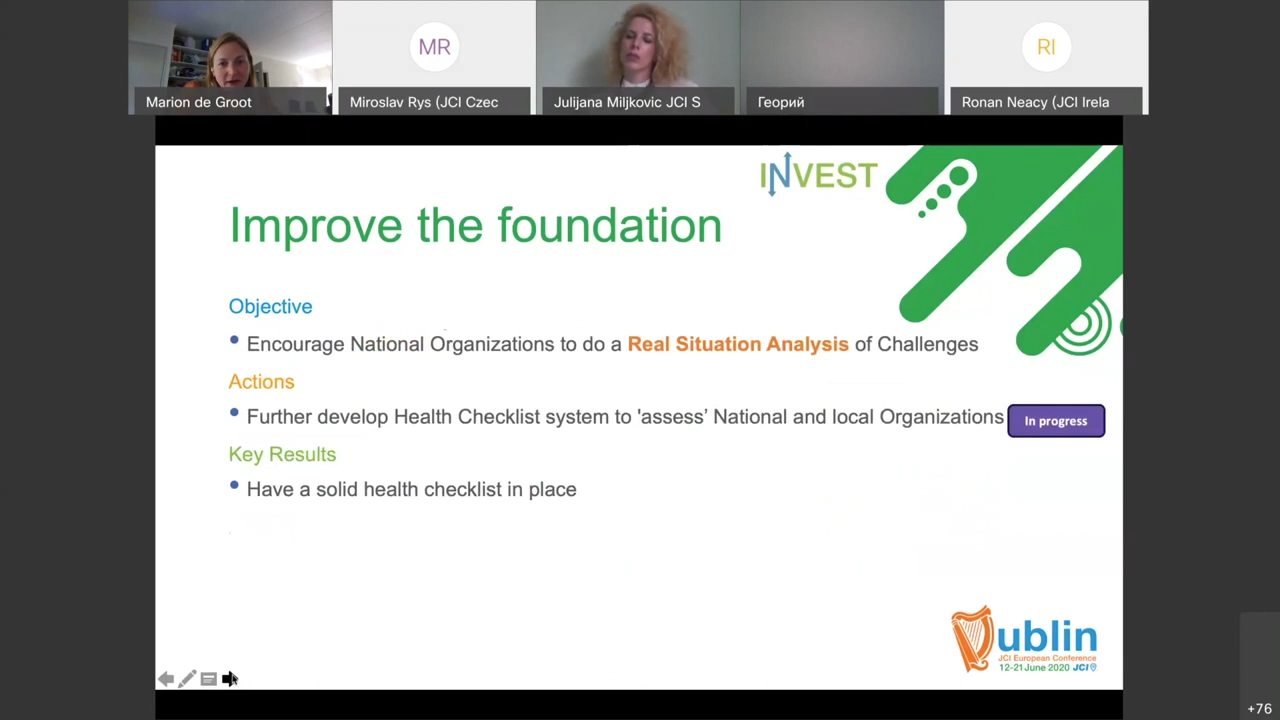 MR
RI
Marion de Groot
Miroslav Rys (JCI Czec
Julijana Miljkovic JCI S
Георий
Ronan Neacy (JCI Irela
INVEST
Improve the foundation
Objective
• Encourage National Organizations to do a Real Situation Analysis of Challenges
Actions
• Further develop Health Checklist system to 'assess’ National and local Organizations
In progress
Key Results
• Have a solid health checklist in place
Dublin
JCI European Conference
12-21 June 2020 JCI
+76